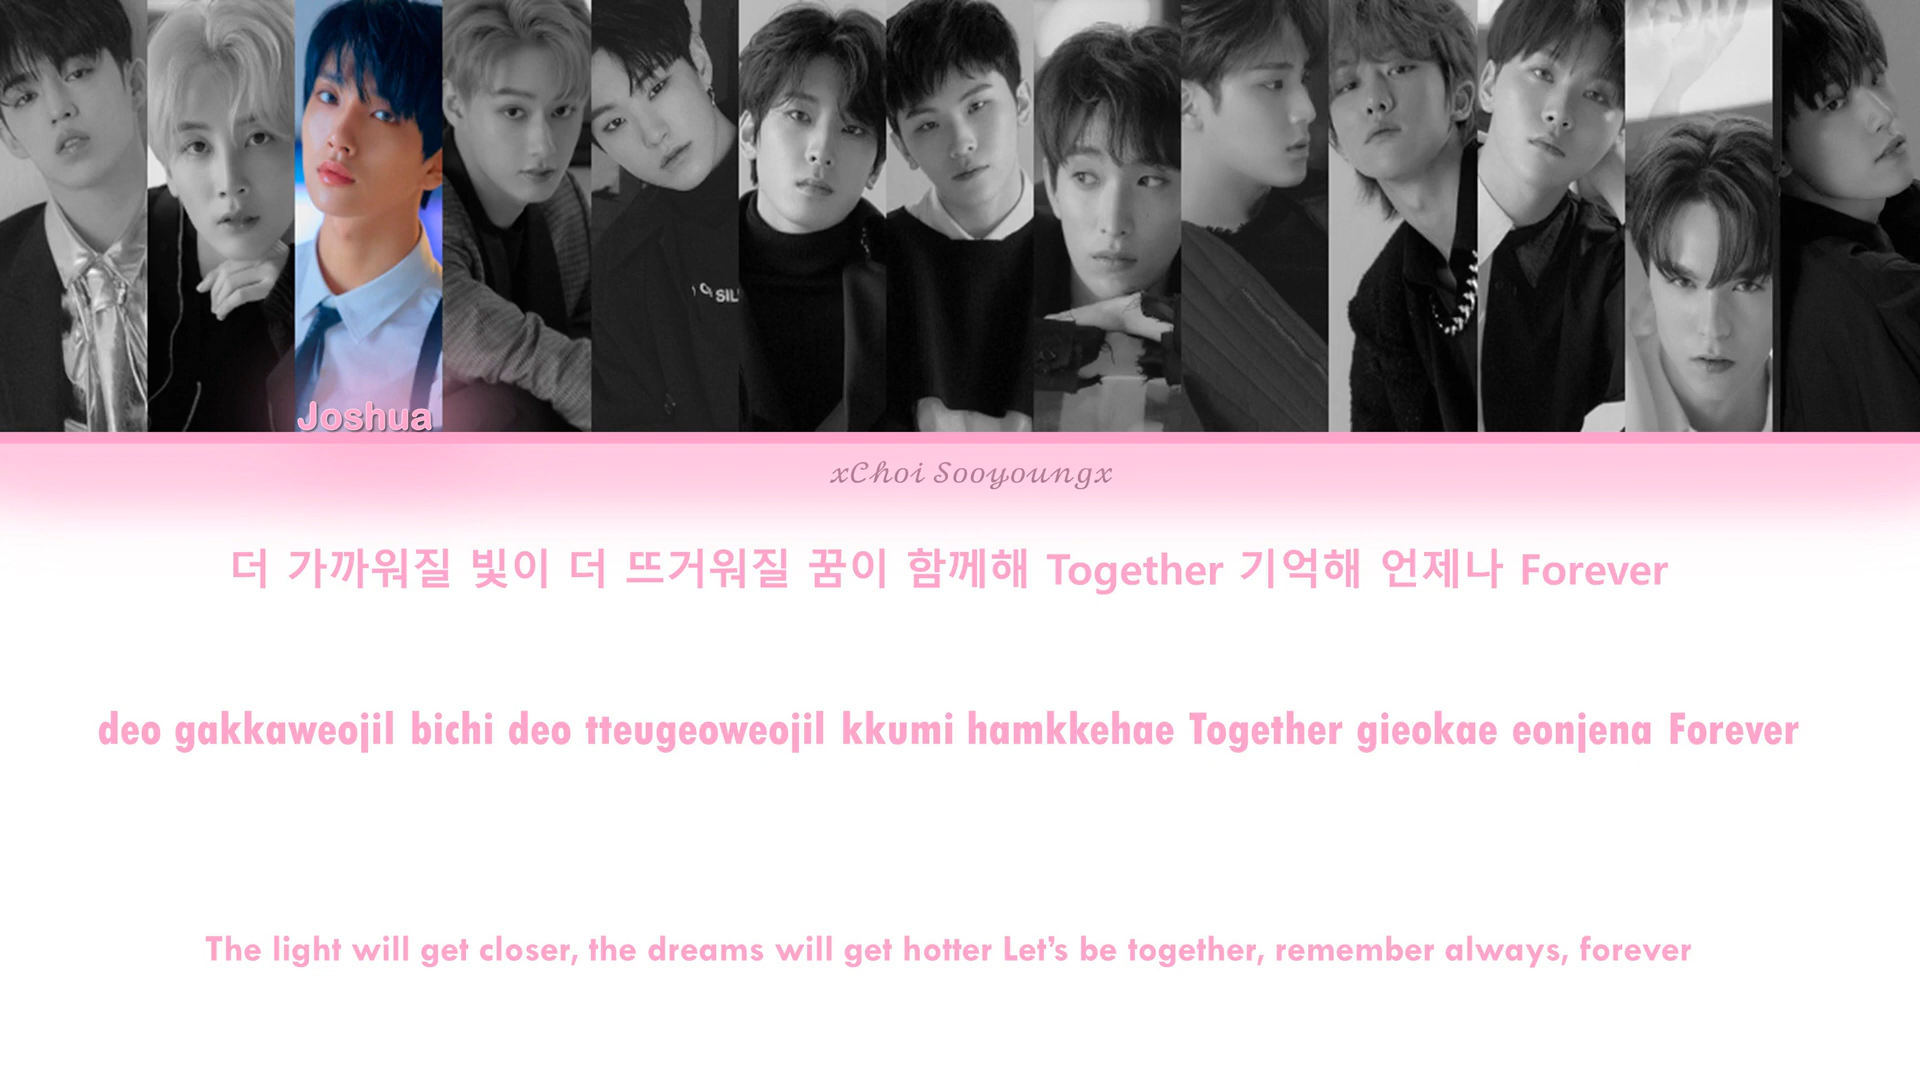 SIL
Joshua
xChoi Sooyoungx
더 가까워질 빛이 더 뜨거워질 꿈이 함께해 Together 기억해 언제나 Forever
deo gakkaweojil bichi deo tteugeoweojil kkumi hamkkehae Together gieokae eonjena Forever
The light will get closer, the dreams will get hotter Let's be together, remember always, forever